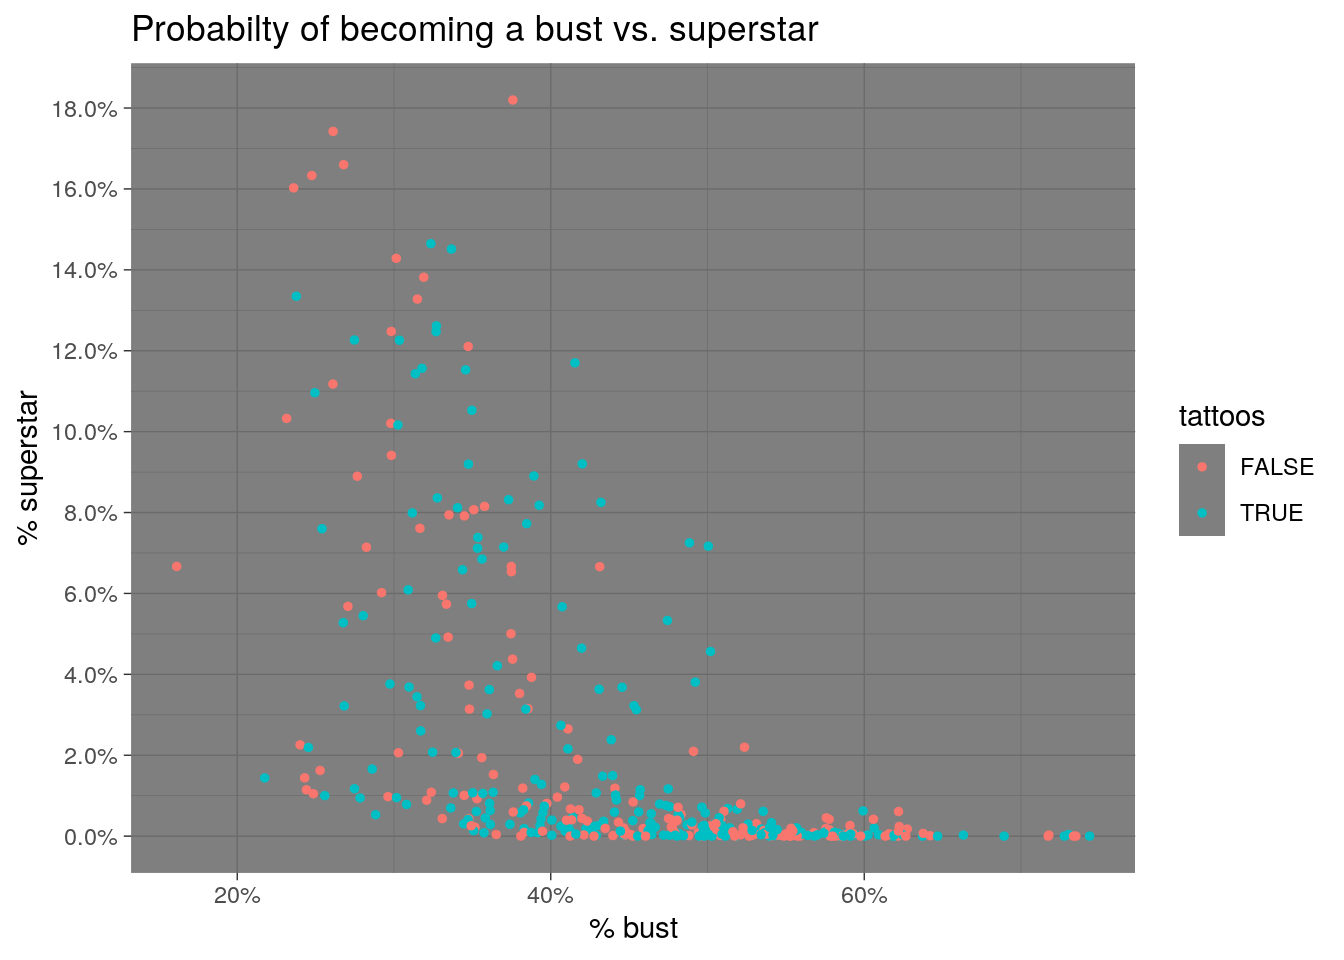 Probabilty of becoming a bust vs. superstar
18.0%
16.0%
14.0%
12.0%
10.0%
8.0%
6.0%
4.0%
2.0%
0.0%
% superstar
20%
40%
60%
% bust
tattoos
FALSE
TRUE